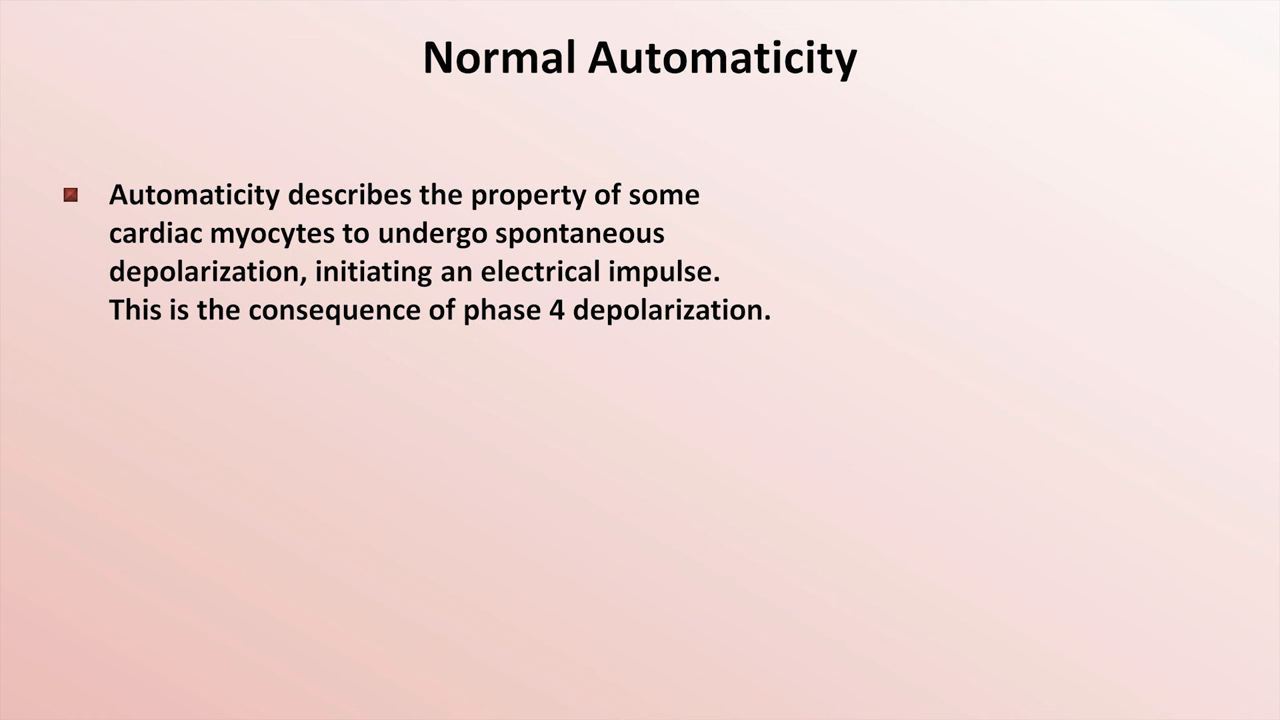 Normal Automaticity
Automaticity describes the property of some
cardiac myocytes to undergo spontaneous
depolarization, initiating an electrical impulse.
This is the consequence of phase 4 depolarization.